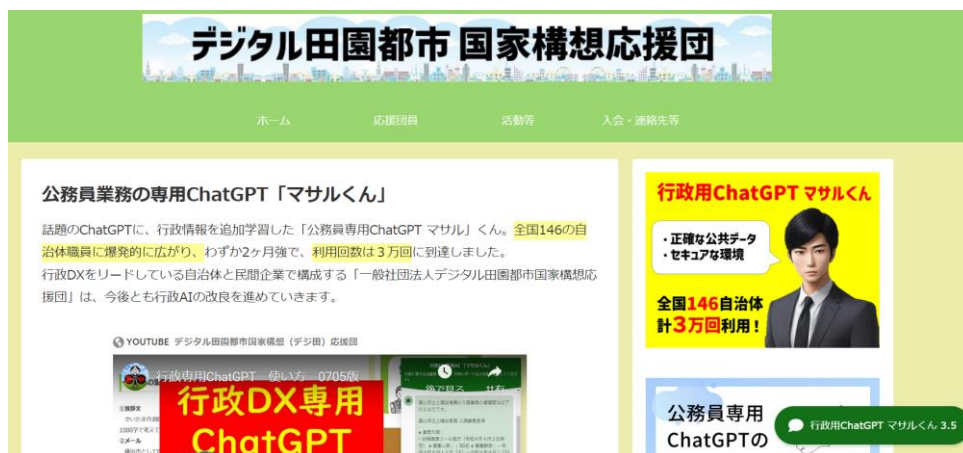 デジタル田園都市 国家構想応援団
ホーム 応援団員 活動等 入会・連絡先等
公務員業務の専用ChatGPT「マサルくん」
話題のChatGPTに、行政情報を追加学習した「公務員専用ChatGPT マサル」くん。全国146の自
治体職員に爆発的に広がり、わずか2ヶ月強で、利用回数は３万回に到達しました。
行政DXをリードしている自治体と民間企業で構成する「一般社団法人デジタル田園都市国家構想応
援団」は、今後とも行政AIの改良を進めていきます。
YOUTUBE デジタル田園都市国家構想（デジ田）応援団
行政専用ChatGPT 使い方 0705版
後で見る 共有
行政DX専用
ChatGPT
①挨拶文
②メール
行政用ChatGPT マサルくん
・正確な公共データ
・セキュアな環境
全国146自治体
計3万回利用！
公務員専用
ChatGPTの
行政用ChatGPT マサルくん 3.5